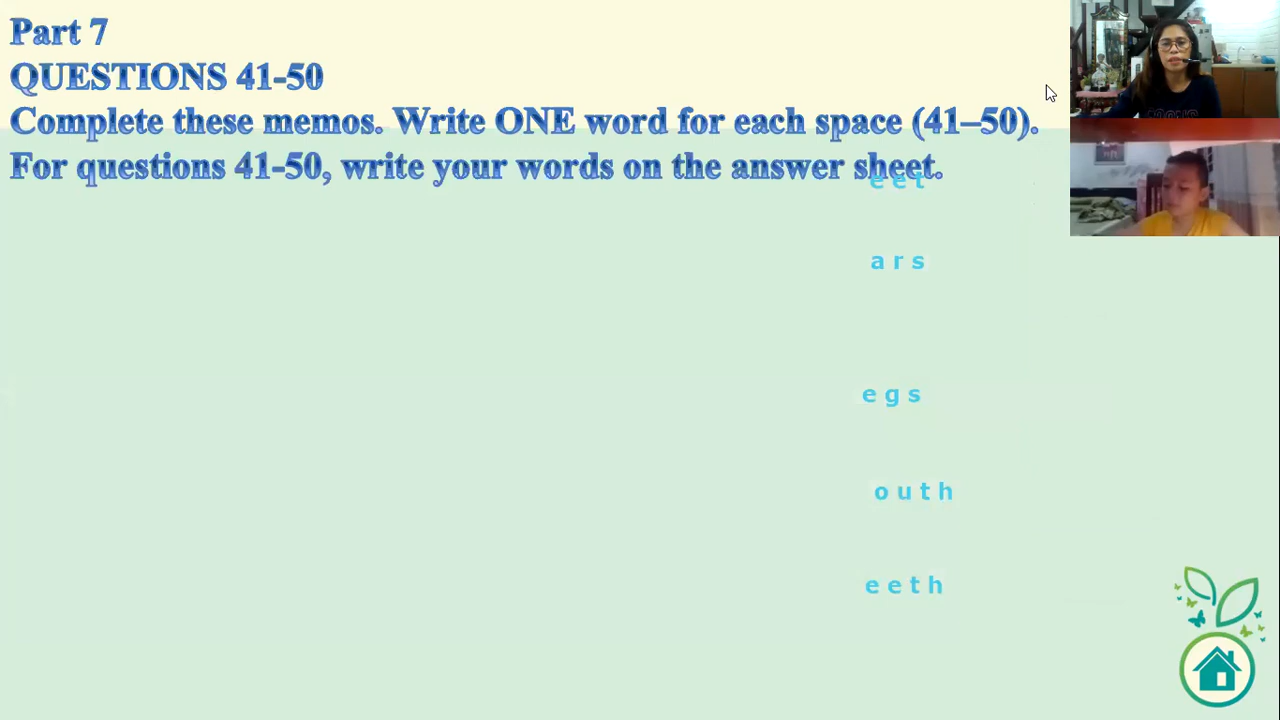 Part 7
QUESTIONS 41-50
Complete these memos. Write ONE word for each space (41–50).
For questions 41-50, write your words on the answer sheet.
e e t
a r s
e g s
o u t h
e e t h